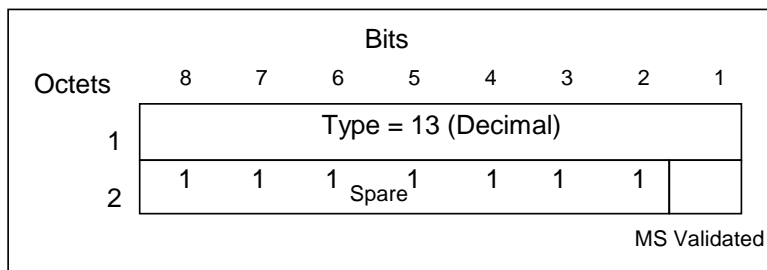 Bits
Octets 8 7 6 5 4 3 2 1
1 Type = 13 (Decimal)
2 1 1 1 1 1 1 1
Spare
MS Validated